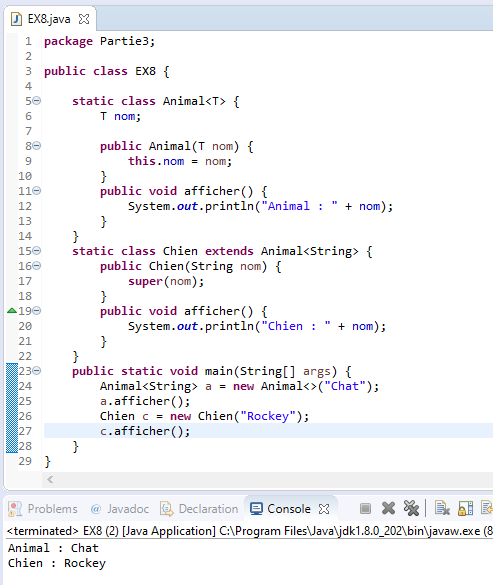 EX8.java
1 package Partie3;
2
3 public class EX8 {
4
5 static class Animal<T> {
6 T nom;
7
8 public Animal(T nom) {
9 this.nom = nom;
10 }
11 public void afficher() {
12 System.out.println("Animal : " + nom);
13 }
14 }
15 static class Chien extends Animal<String> {
16 public Chien(String nom) {
17 super(nom);
18 }
19 public void afficher() {
20 System.out.println("Chien : " + nom);
21 }
22 }
23 public static void main(String[] args) {
24 Animal<String> a = new Animal<>("Chat");
25 a.afficher();
26 Chien c = new Chien("Rockey");
27 c.afficher();
28 }
29 }
Problems @ Javadoc Declaration Console
<terminated> EX8 (2) [Java Application] C:\Program Files\Java\jdk1.8.0_202\bin\javaw.exe (8
Animal : Chat
Chien : Rockey